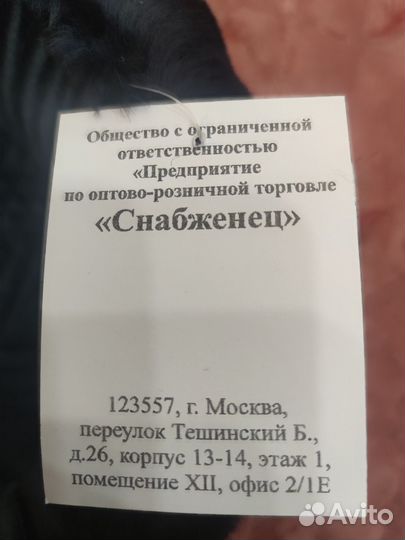 Общество с ограниченной
ответственностью
«Предприятие
по оптово-розничной торговле
«Снабженец»
123557, г. Москва,
переулок Тешинский Б.,
д.26, корпус 13-14, этаж 1,
помещение XII, офис 2/1Е
Avito